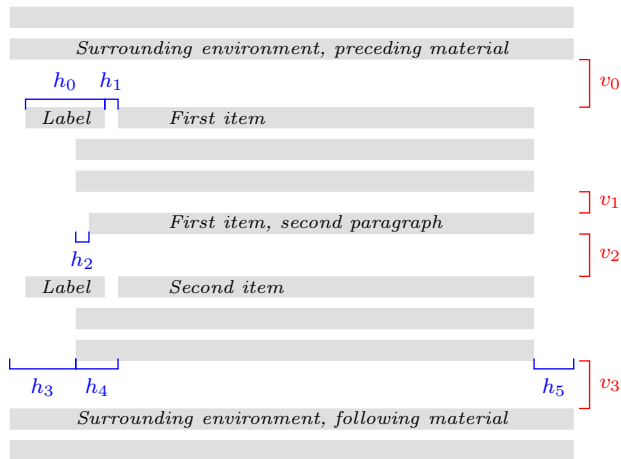 Surrounding environment, preceding material
v0
h0 h1
Label First item
v1
First item, second paragraph
h2
v2
Label Second item
h3 h4 h5
v3
Surrounding environment, following material